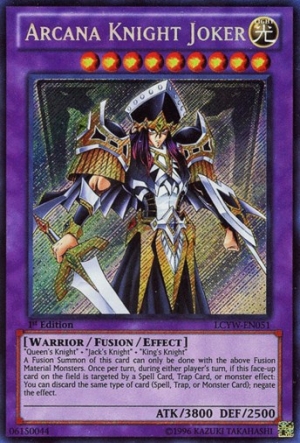 ARCANA KNIGHT JOKER
光
1st Edition
LCYW-EN051
[WARRIOR / FUSION / EFFECT]
"Queen's Knight" • "Jack's Knight" • "King's Knight"
A Fusion Summon of this card can only be done with the above Fusion
Material Monsters. Once per turn, during either player's turn, if this face-up
card on the field is targeted by a Spell Card, Trap Card, or Monster effect:
You can discard the same type of card (Spell, Trap, or Monster Card); negate
the effect.
ATK/3800 DEF/2500
06150044
©1996 KAZUKI TAKAHASHI